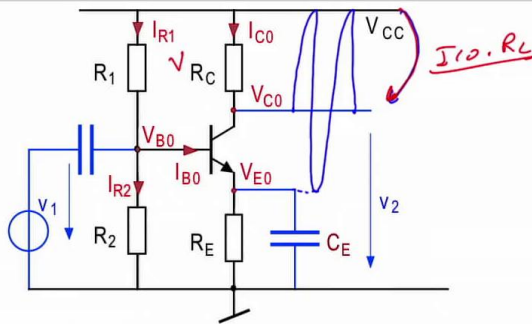 I_R1
I_C0
V_CC
I_C0 . R_C
R_1
R_C
V_C0
V_B0
I_B0
V_E0
I_R2
v_1
R_2
R_E
C_E
v_2